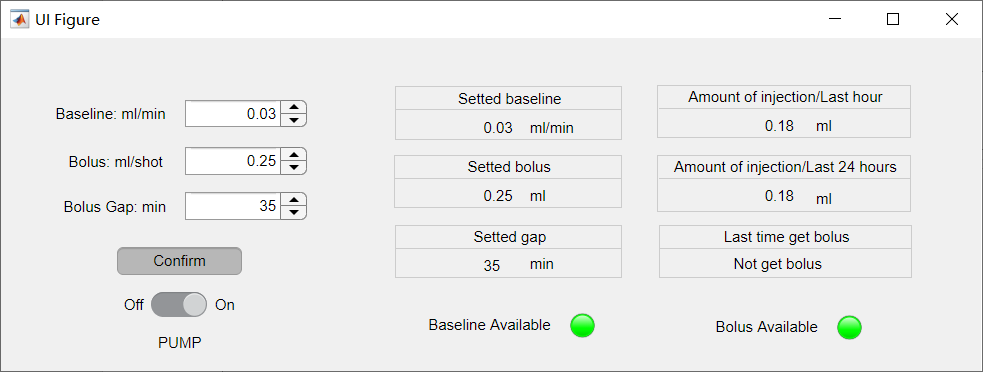 UI Figure
Baseline: ml/min 0.03
Bolus: ml/shot 0.25
Bolus Gap: min 35
Confirm
Off On
PUMP
Setted baseline
0.03 ml/min
Setted bolus
0.25 ml
Setted gap
35 min
Baseline Available
Amount of injection/Last hour
0.18 ml
Amount of injection/Last 24 hours
0.18 ml
Last time get bolus
Not get bolus
Bolus Available